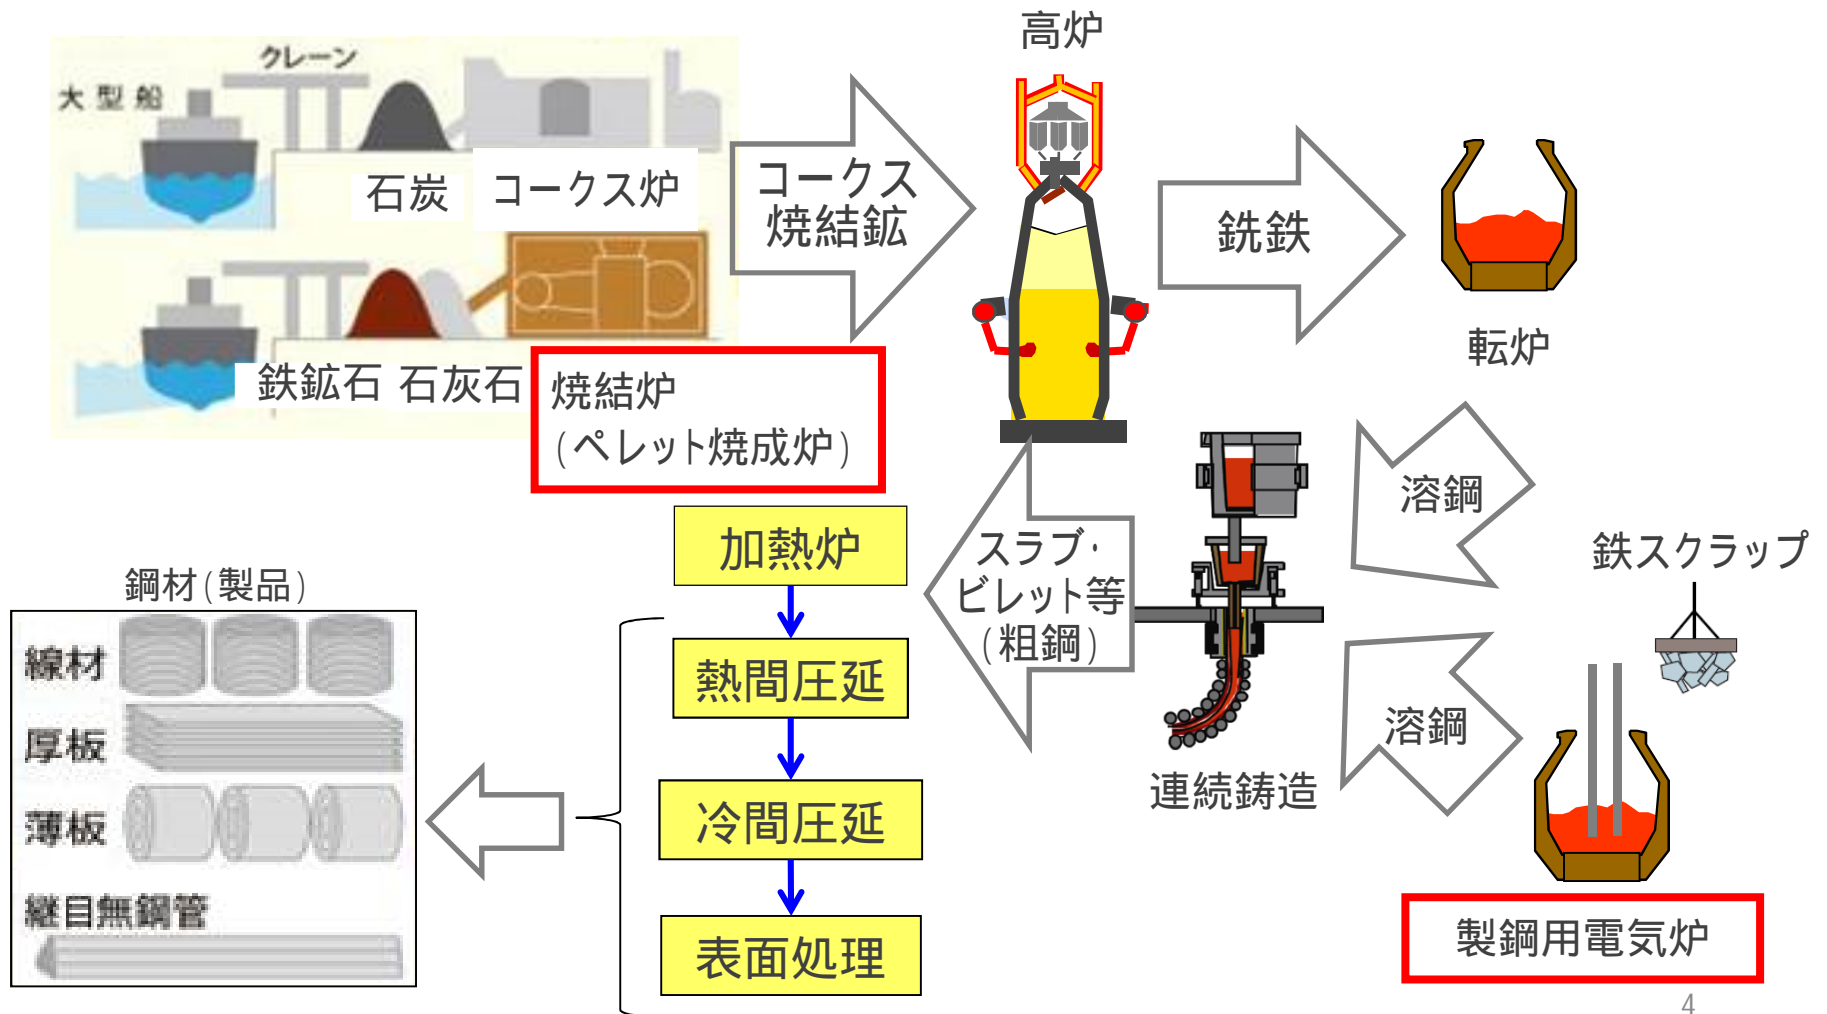 高炉
クレーン
大型船
石炭
コークス炉
コークス
焼結鉱
銑鉄
転炉
鉄鉱石
石灰石
焼結炉
(ペレット焼成炉)
溶鋼
鉄スクラップ
スラブ・
ビレット等
(粗鋼)
加熱炉
熱間圧延
冷間圧延
表面処理
連続鋳造
溶鋼
製鋼用電気炉
鋼材(製品)
線材
厚板
薄板
継目無鋼管
4